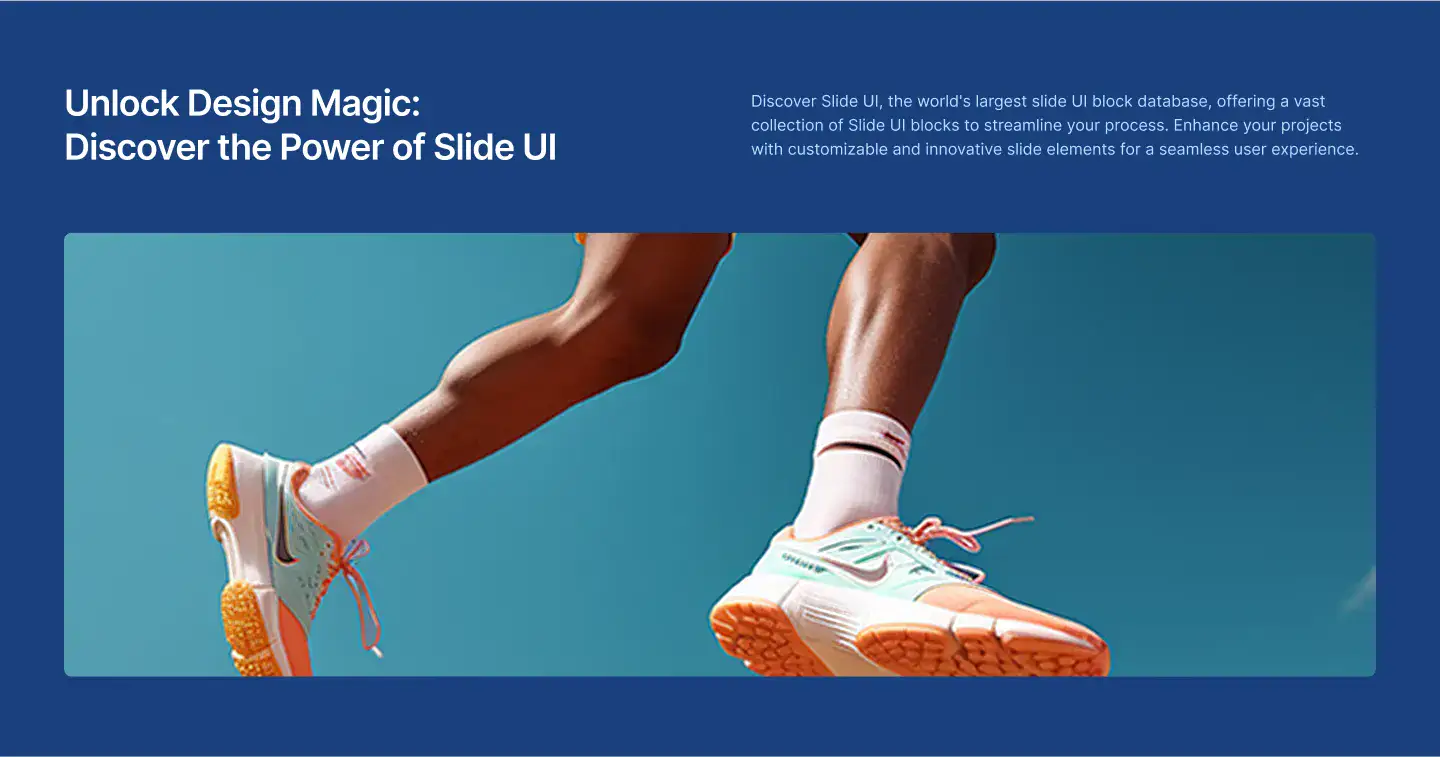 Unlock Design Magic:
Discover the Power of Slide UI
Discover Slide UI, the world's largest slide UI block database, offering a vast
collection of Slide UI blocks to streamline your process. Enhance your projects
with customizable and innovative slide elements for a seamless user experience.